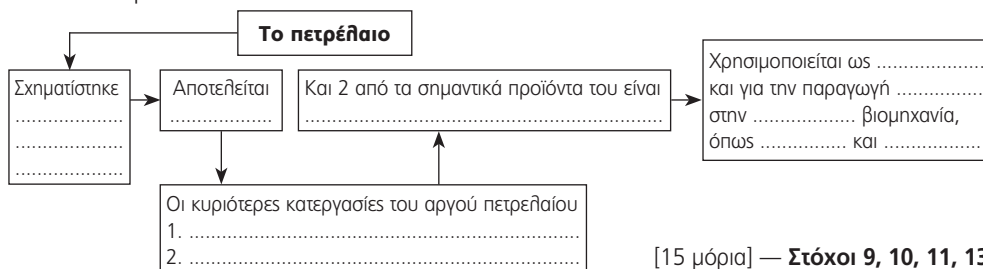 Το πετρέλαιο
Σχηματίστηκε
....................
....................
....................
Αποτελείται
...................
Και 2 από τα σημαντικά προϊόντα του είναι
..................................................................
Χρησιμοποιείται ως ....................
και για την παραγωγή ................
στην ................... βιομηχανία,
όπως ................ και ..................
Οι κυριότερες κατεργασίες του αργού πετρελαίου
1. ........................................................................
2. ........................................................................
[15 μόρια] — Στόχοι 9, 10, 11, 13